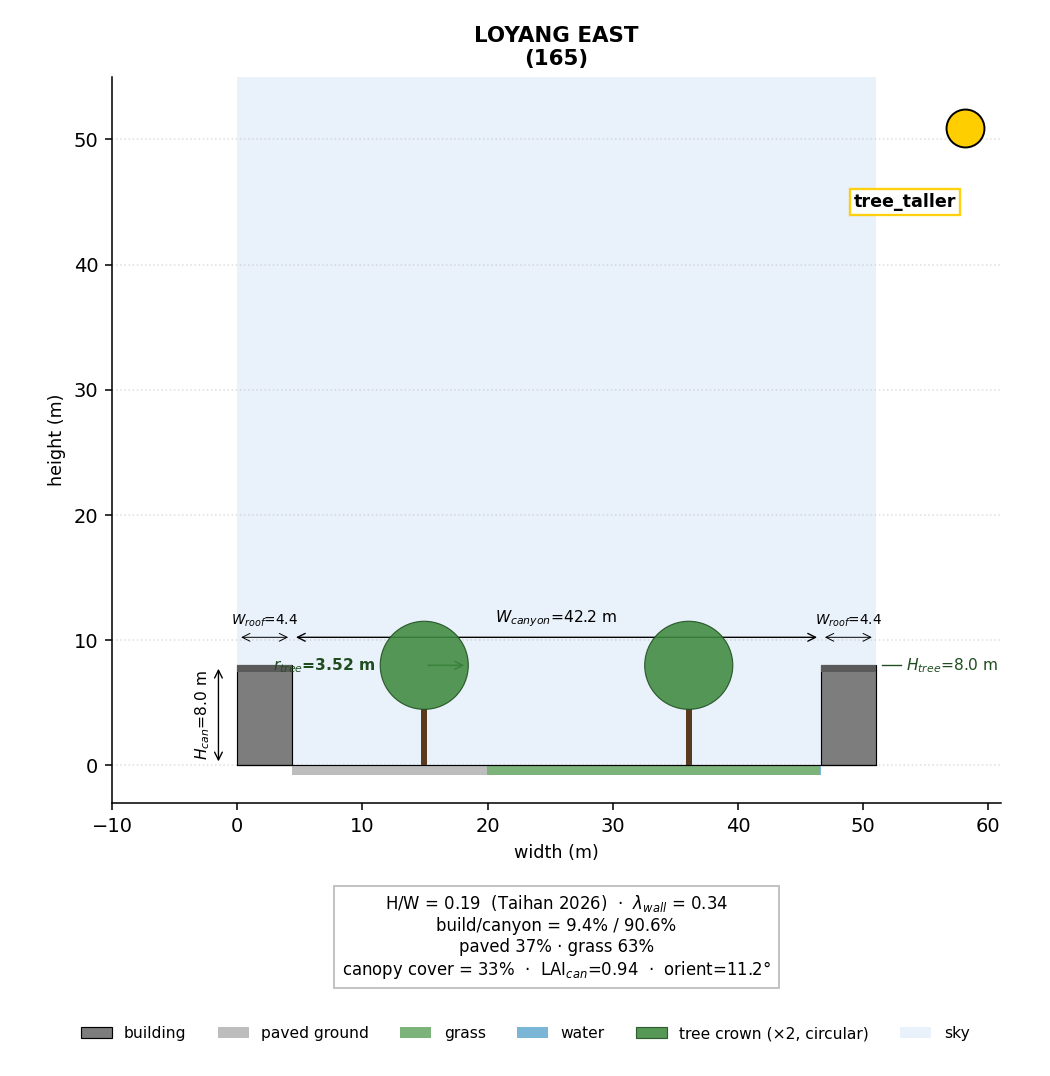 LOYANG EAST
(165)
50
40
30
20
10
0
height (m)
tree_taller
W_roof=4.4
W_canyon=42.2 m
W_roof=4.4
r_tree=3.52 m
H_tree=8.0 m
H_can=8.0 m
−10
0
10
20
30
40
50
60
width (m)
H/W = 0.19 (Taihan 2026) · λ_wall = 0.34
build/canyon = 9.4% / 90.6%
paved 37% · grass 63%
canopy cover = 33% · LAI_can=0.94 · orient=11.2°
building
paved ground
grass
water
tree crown (×2, circular)
sky